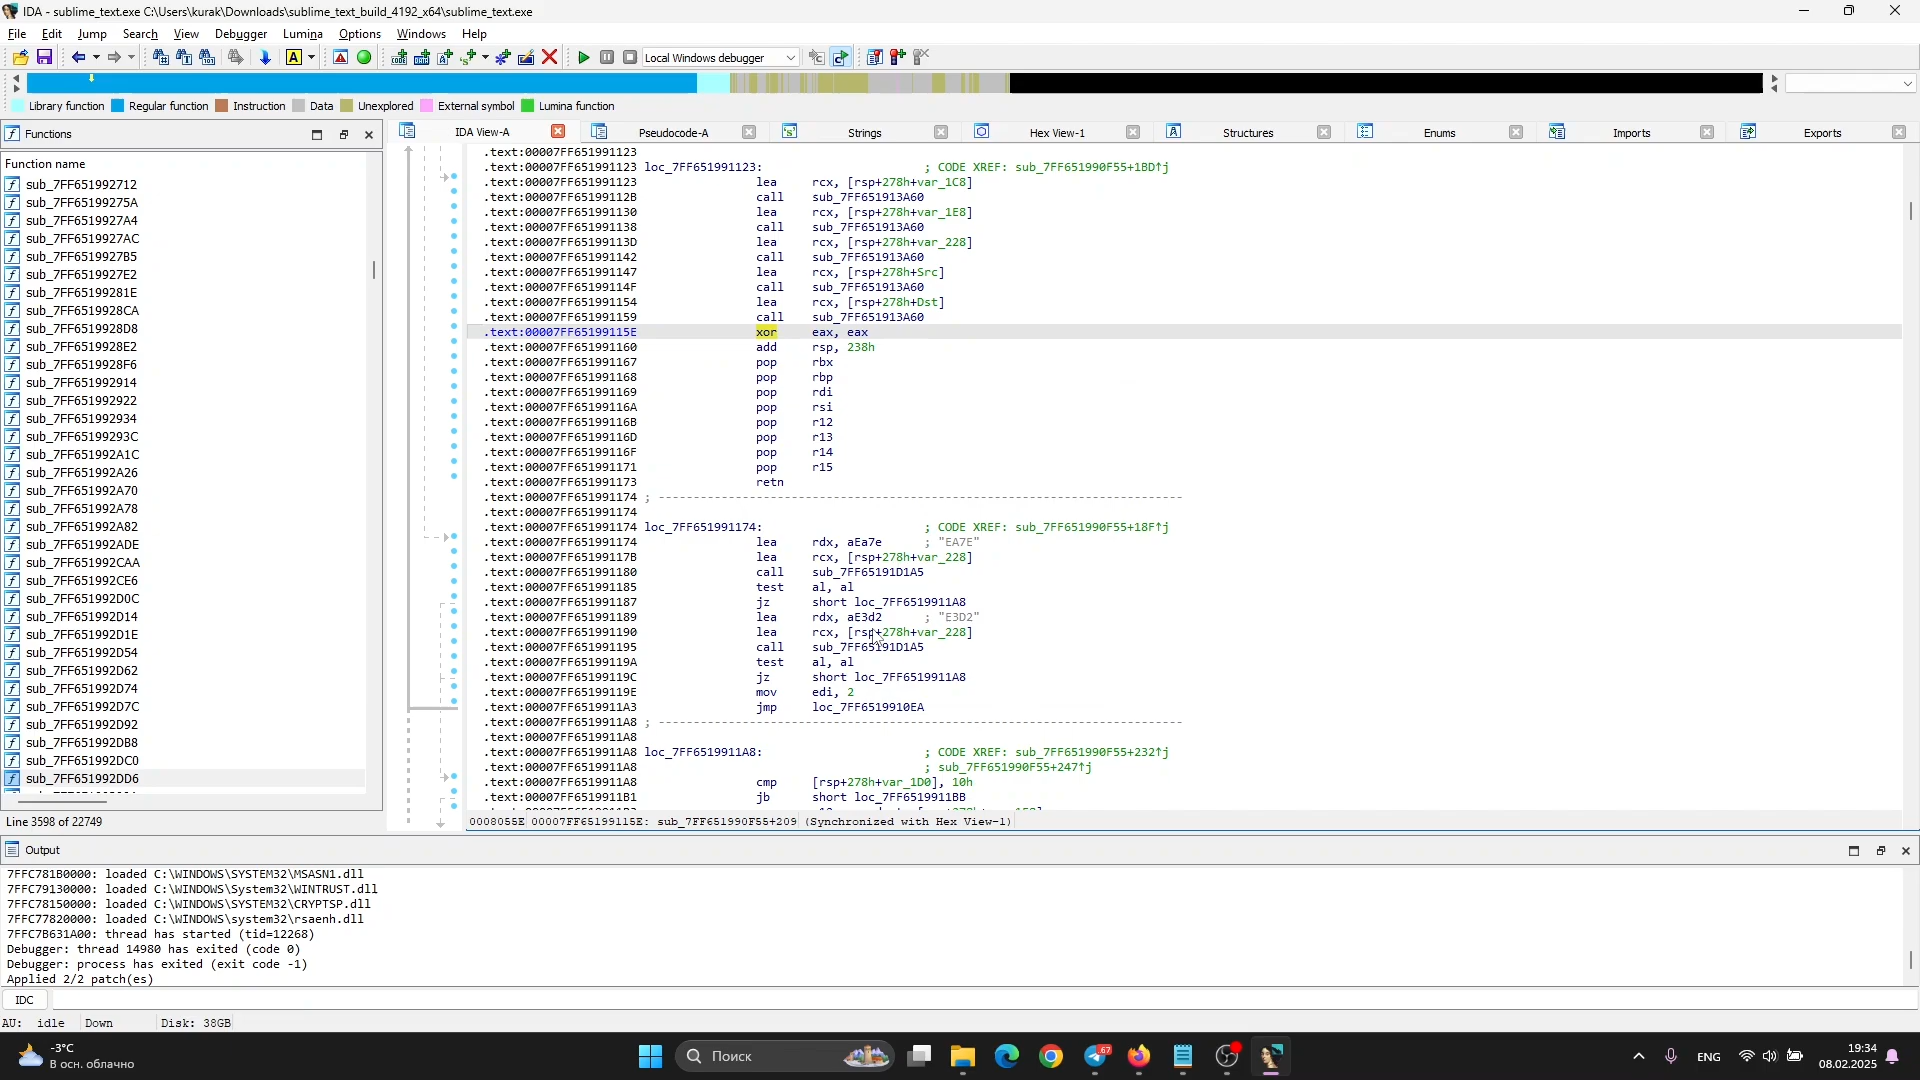 IDA - sublime_text.exe C:\Users\kurak\Downloads\sublime_text_build_4192_x64\sublime_text.exe
File Edit Jump Search View Debugger Lumina Options Windows Help
Local Windows debugger
Library function Regular function Instruction Data Unexplored External symbol Lumina function
Functions
Function name
sub_7FF651992712
sub_7FF65199275A
sub_7FF6519927A4
sub_7FF6519927AC
sub_7FF6519927B5
sub_7FF6519927E2
sub_7FF65199281E
sub_7FF6519928CA
sub_7FF6519928D8
sub_7FF6519928E2
sub_7FF6519928F6
sub_7FF651992914
sub_7FF651992922
sub_7FF651992934
sub_7FF65199293C
sub_7FF651992A1C
sub_7FF651992A26
sub_7FF651992A70
sub_7FF651992A78
sub_7FF651992A82
sub_7FF651992ADE
sub_7FF651992CAA
sub_7FF651992CE6
sub_7FF651992D0C
sub_7FF651992D14
sub_7FF651992D1E
sub_7FF651992D54
sub_7FF651992D62
sub_7FF651992D74
sub_7FF651992D7C
sub_7FF651992D92
sub_7FF651992DB8
sub_7FF651992DC0
sub_7FF651992DD6
Line 3598 of 22749
IDA View-A Pseudocode-A Strings Hex View-1 Structures Enums Imports Exports
.text:00007FF651991123
.text:00007FF651991123 loc_7FF651991123: ; CODE XREF: sub_7FF651990F55+1BD↑j
.text:00007FF651991123 lea rcx, [rsp+278h+var_1C8]
.text:00007FF65199112B call sub_7FF651913A60
.text:00007FF651991130 lea rcx, [rsp+278h+var_1E8]
.text:00007FF651991138 call sub_7FF651913A60
.text:00007FF65199113D lea rcx, [rsp+278h+var_228]
.text:00007FF651991142 call sub_7FF651913A60
.text:00007FF651991147 lea rcx, [rsp+278h+Src]
.text:00007FF65199114F call sub_7FF651913A60
.text:00007FF651991154 lea rcx, [rsp+278h+Dst]
.text:00007FF651991159 call sub_7FF651913A60
.text:00007FF65199115E xor eax, eax
.text:00007FF651991160 add rsp, 238h
.text:00007FF651991167 pop rbx
.text:00007FF651991168 pop rbp
.text:00007FF651991169 pop rdi
.text:00007FF65199116A pop rsi
.text:00007FF65199116B pop r12
.text:00007FF65199116D pop r13
.text:00007FF65199116F pop r14
.text:00007FF651991171 pop r15
.text:00007FF651991173 retn
.text:00007FF651991174 ; ---------------------------------------------------------------------------
.text:00007FF651991174
.text:00007FF651991174 loc_7FF651991174: ; CODE XREF: sub_7FF651990F55+18F↑j
.text:00007FF651991174 lea rdx, aEa7e ; "EA7E"
.text:00007FF65199117B lea rcx, [rsp+278h+var_228]
.text:00007FF651991180 call sub_7FF65191D1A5
.text:00007FF651991185 test al, al
.text:00007FF651991187 jz short loc_7FF6519911A8
.text:00007FF651991189 lea rdx, aE3d2 ; "E3D2"
.text:00007FF651991190 lea rcx, [rsp+278h+var_228]
.text:00007FF651991195 call sub_7FF65191D1A5
.text:00007FF65199119A test al, al
.text:00007FF65199119C jz short loc_7FF6519911A8
.text:00007FF65199119E mov edi, 2
.text:00007FF6519911A3 jmp loc_7FF6519910EA
.text:00007FF6519911A8 ; ---------------------------------------------------------------------------
.text:00007FF6519911A8
.text:00007FF6519911A8 loc_7FF6519911A8: ; CODE XREF: sub_7FF651990F55+232↑j
.text:00007FF6519911A8 ; sub_7FF651990F55+247↑j
.text:00007FF6519911A8 cmp [rsp+278h+var_1D0], 10h
.text:00007FF6519911B1 jb short loc_7FF6519911BB
0008055E 00007FF65199115E: sub_7FF651990F55+209 (Synchronized with Hex View-1)
Output
7FFC781B0000: loaded C:\WINDOWS\SYSTEM32\MSASN1.dll
7FFC79130000: loaded C:\WINDOWS\System32\WINTRUST.dll
7FFC78150000: loaded C:\WINDOWS\SYSTEM32\CRYPTSP.dll
7FFC77820000: loaded C:\WINDOWS\system32\rsaenh.dll
7FFC7B631A00: thread has started (tid=12268)
Debugger: thread 14980 has exited (code 0)
Debugger: process has exited (exit code -1)
Applied 2/2 patch(es)
IDC
AU: idle Down Disk: 38GB
-3°C
В осн. облачно
Поиск
67
ENG
19:34
08.02.2025